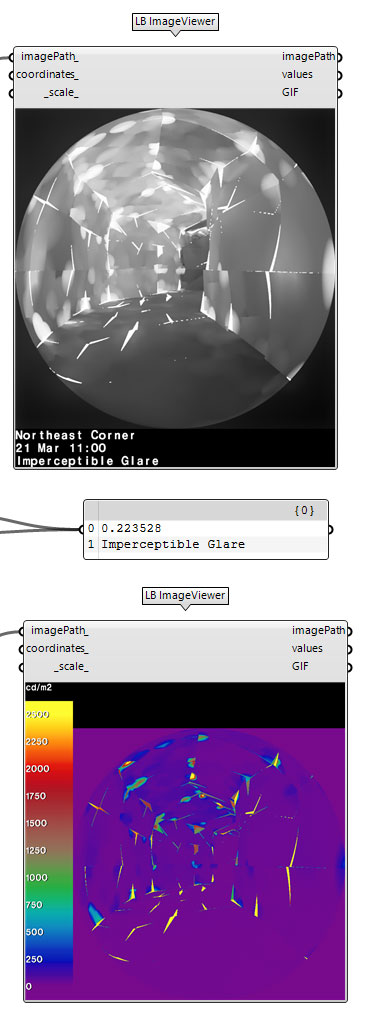 LB ImageViewer
imagePath_ imagePath
coordinates_ values
_scale_ GIF
Northeast Corner
21 Mar 11:00
Imperceptible Glare
{0}
0 0.223528
1 Imperceptible Glare
LB ImageViewer
imagePath_ imagePath
coordinates_ values
_scale_ GIF
cd/m2
2500
2250
2000
1750
1500
1250
1000
750
500
250
0